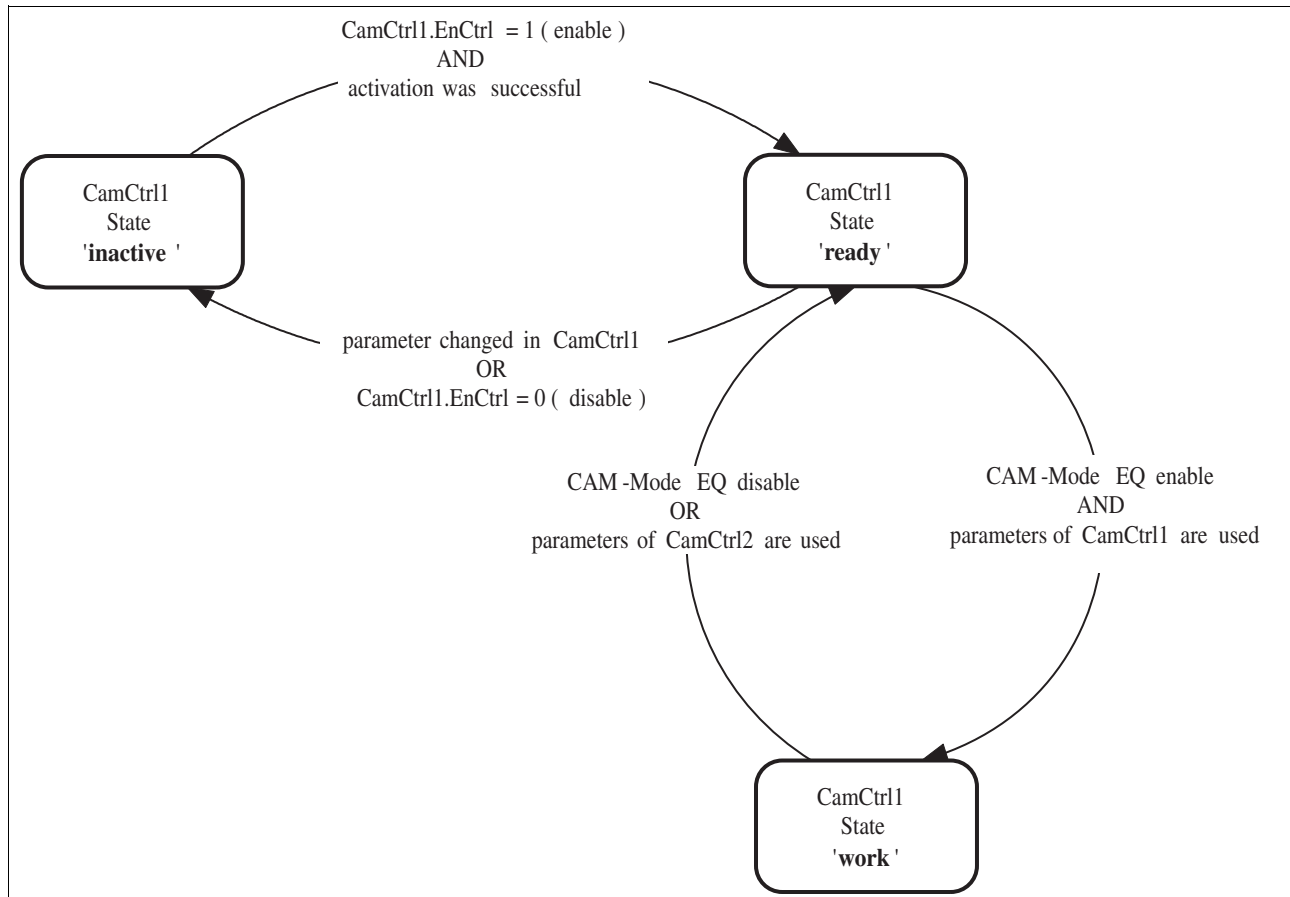 CamCtrl1.EnCtrl = 1 ( enable )
AND
activation was successful
CamCtrl1
State
'inactive '
CamCtrl1
State
'ready '
parameter changed in CamCtrl1
OR
CamCtrl1.EnCtrl = 0 ( disable )
CAM -Mode EQ disable
OR
parameters of CamCtrl2 are used
CAM -Mode EQ enable
AND
parameters of CamCtrl1 are used
CamCtrl1
State
'work '